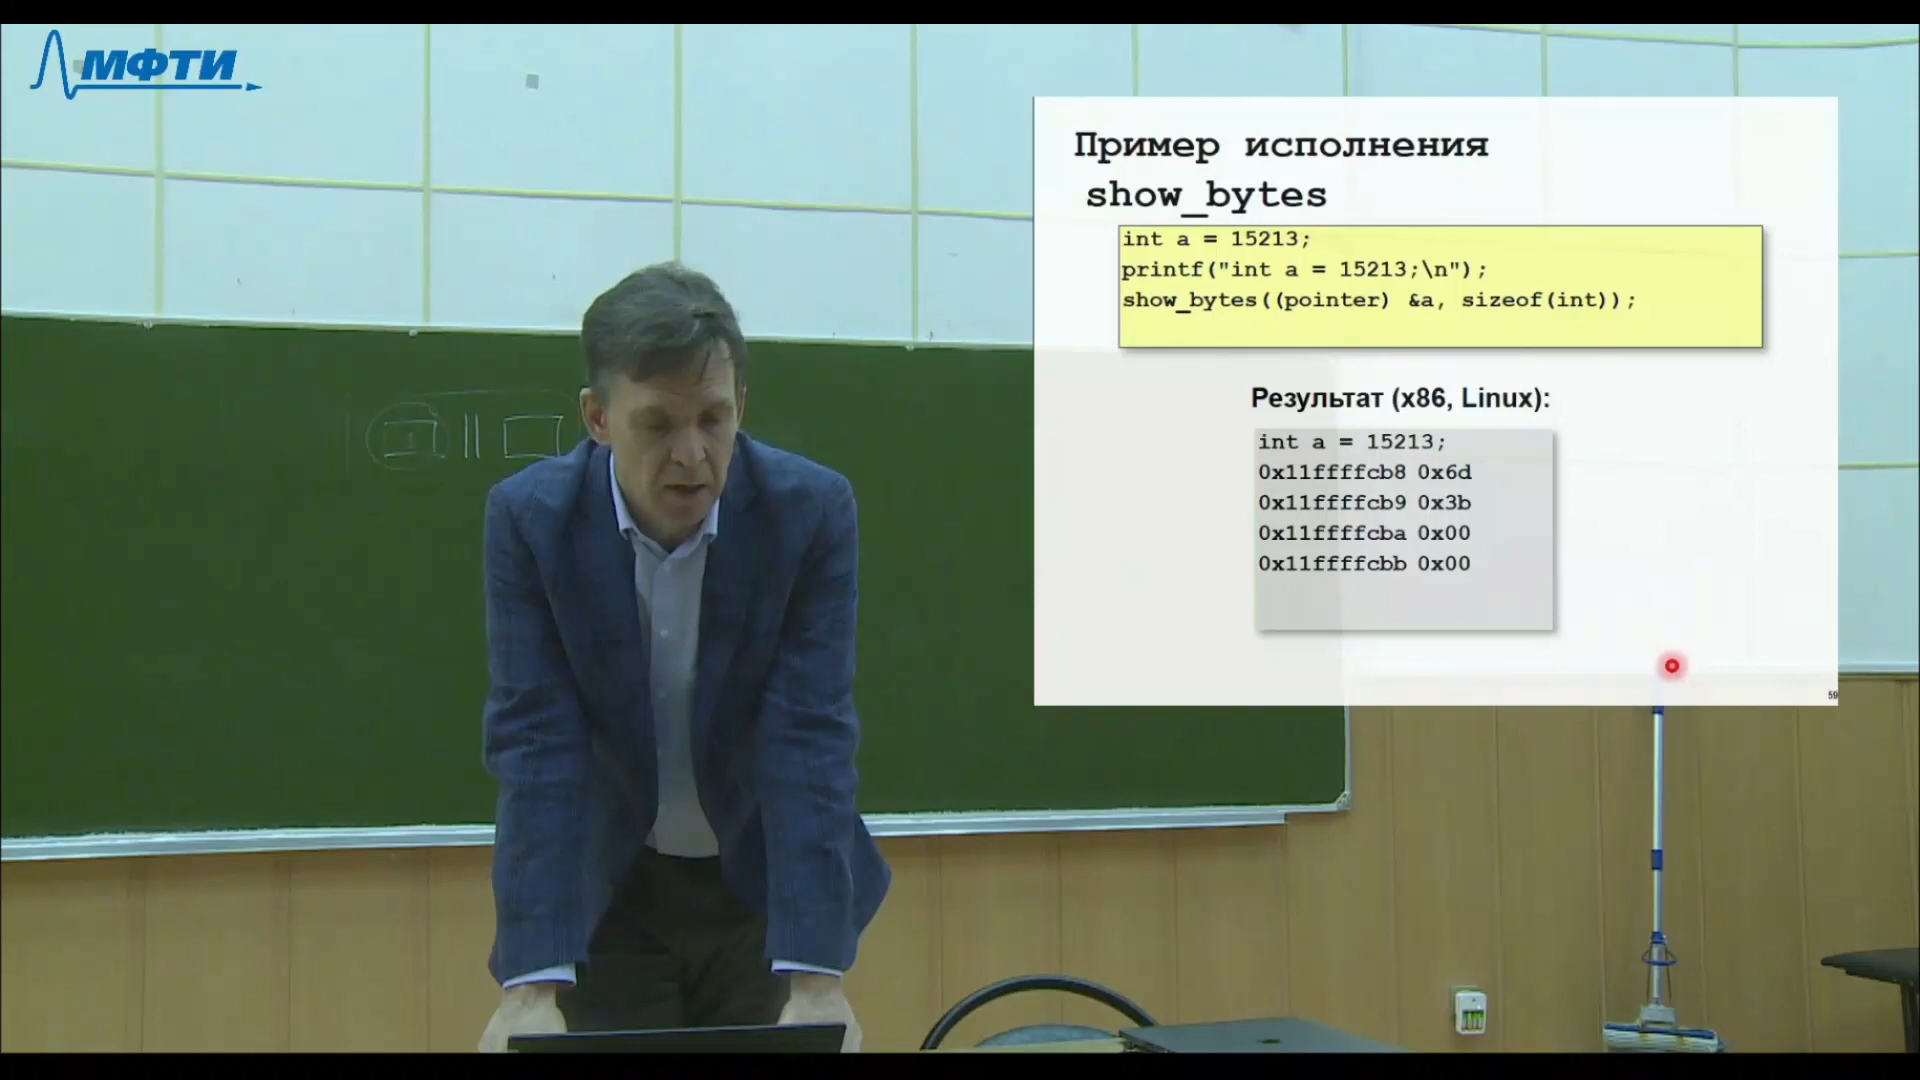 МФТИ
Пример исполнения
show_bytes
int a = 15213;
printf("int a = 15213;\n");
show_bytes((pointer) &a, sizeof(int));
Результат (x86, Linux):
int a = 15213;
0x11ffffcb8 0x6d
0x11ffffcb9 0x3b
0x11ffffcba 0x00
0x11ffffcbb 0x00
59